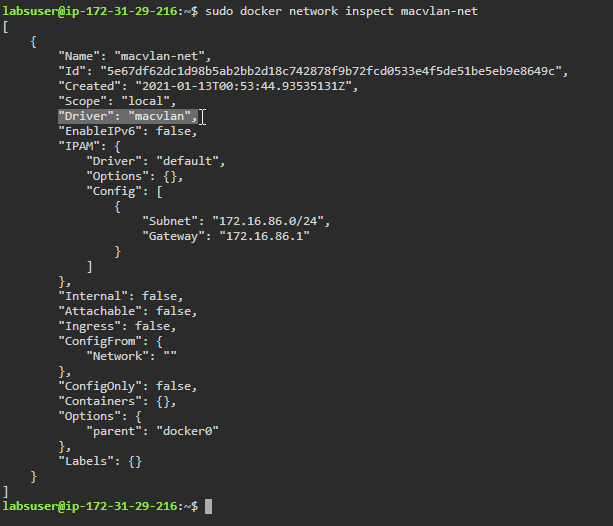 labsuser@ip-172-31-29-216:~$ sudo docker network inspect macvlan-net
[
    {
        "Name": "macvlan-net",
        "Id": "5e67df62dc1d98b5ab2bb2d18c742878f9b72fcd0533e4f5de51be5eb9e8649c",
        "Created": "2021-01-13T00:53:44.93535131Z",
        "Scope": "local",
        "Driver": "macvlan",
        "EnableIPv6": false,
        "IPAM": {
            "Driver": "default",
            "Options": {},
            "Config": [
                {
                    "Subnet": "172.16.86.0/24",
                    "Gateway": "172.16.86.1"
                }
            ]
        },
        "Internal": false,
        "Attachable": false,
        "Ingress": false,
        "ConfigFrom": {
            "Network": ""
        },
        "ConfigOnly": false,
        "Containers": {},
        "Options": {
            "parent": "docker0"
        },
        "Labels": {}
    }
]
labsuser@ip-172-31-29-216:~$